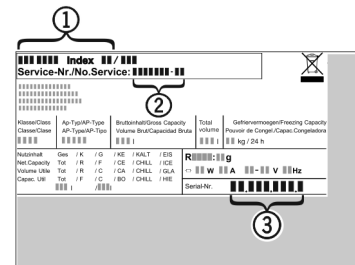 1
Index /
Service-Nr./No.Service: -
2
Klasse/Class Ap-Typ/AP-Type Bruttoinhalt/Gross Capacity Total Gefriervermoegen/Freezing Capacity
Classe/Clase AP-Type/AP-Tipo Volume Brut/Capacidad Bruta volume Pouvoir de Congel./Capac.Congeladora
l l kg / 24 h
Nutzinhalt Ges / K / G / KE / KALT / EIS
Net Capacity Tot / R / F / CE / CHILL / ICE
Volume Utile Tot / R / C / CA / CHILL / GLA
Capac. Util Tot / F / C / BO / CHILL / HIE
l / l
R : g
W A - V Hz
Serial-Nr. , , ,
3